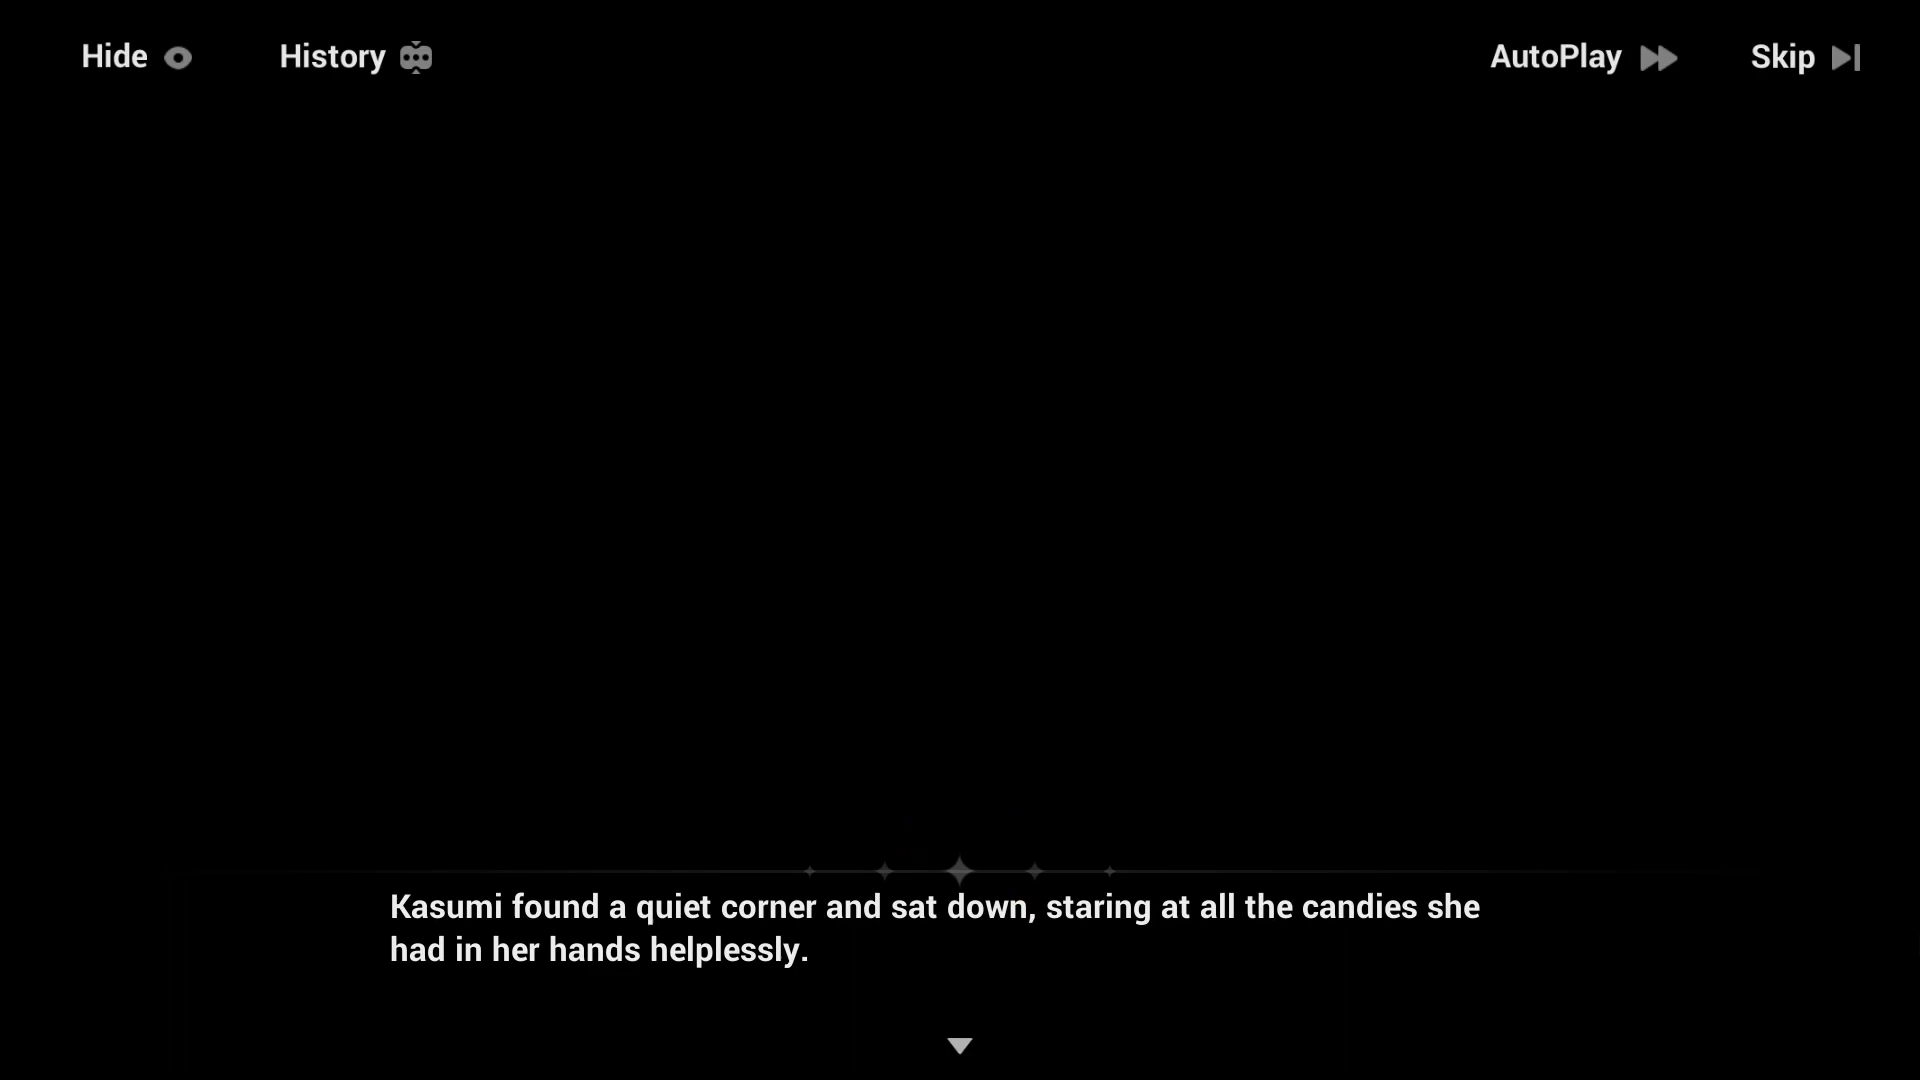 Hide
History
AutoPlay
Skip
Kasumi found a quiet corner and sat down, staring at all the candies she
had in her hands helplessly.